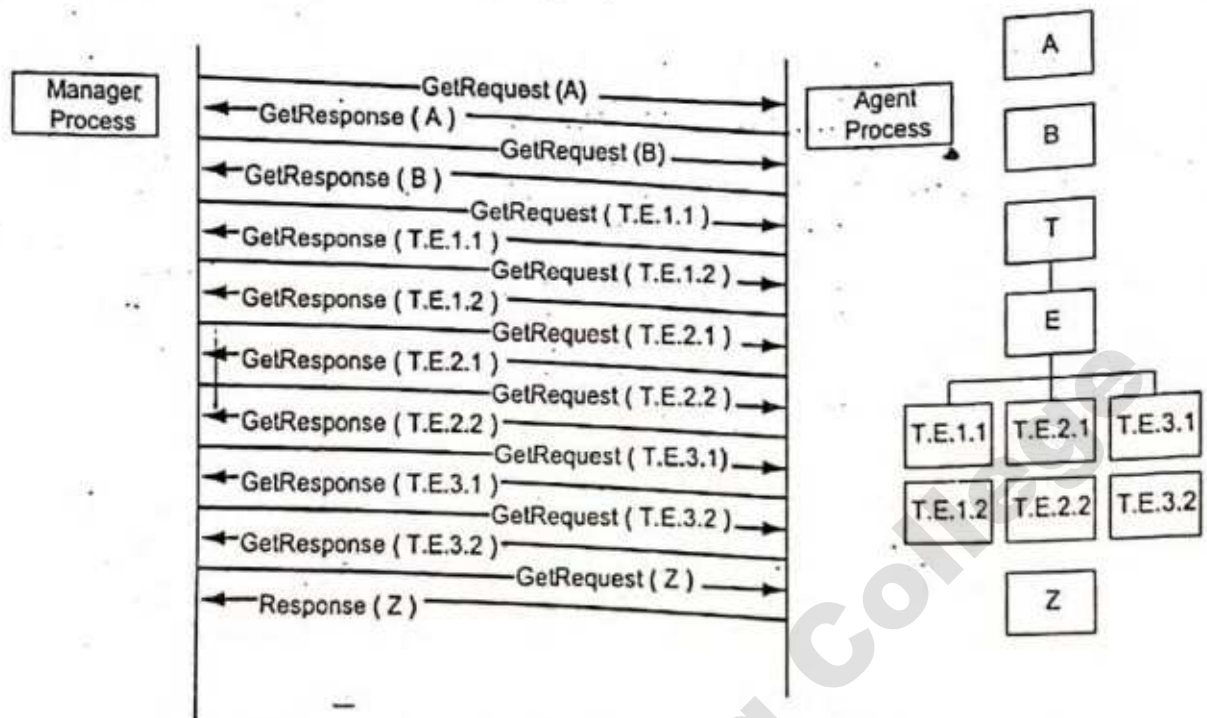 Manager
Process
GetRequest (A)
GetResponse ( A )
GetRequest (B)
GetResponse ( B )
GetRequest ( T.E.1.1 )
GetResponse ( T.E.1.1 )
GetRequest ( T.E.1.2 )
GetResponse ( T.E.1.2 )
GetRequest ( T.E.2.1 )
GetResponse ( T.E.2.1 )
GetRequest ( T.E.2.2 )
GetResponse ( T.E.2.2 )
GetRequest ( T.E.3.1)
GetResponse ( T.E.3.1 )
GetRequest ( T.E.3.2 )
GetResponse ( T.E.3.2 )
GetRequest ( Z )
Response ( Z )
Agent
Process
A
B
T
E
T.E.1.1 T.E.2.1 T.E.3.1
T.E.1.2 T.E.2.2 T.E.3.2
Z
College